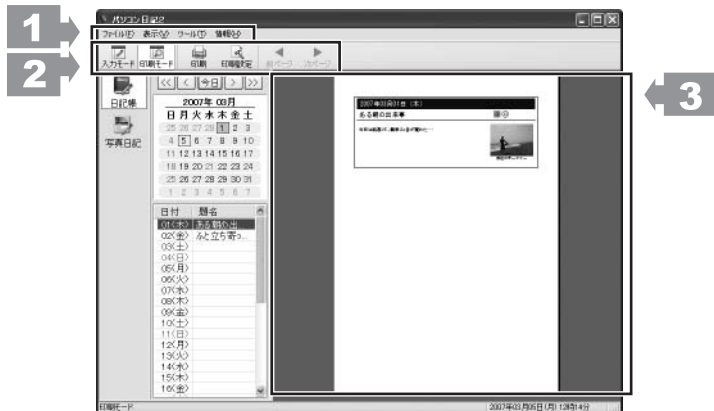 1
パソコン日記2
ファイル(F) 表示(V) ツール(T) 情報(H)
2
入力モード 印刷モード 印刷 印刷設定 前ページ 次ページ
<< < 今日 > >>
3
日記帳
写真日記
2007年 03月
日 月 火 水 木 金 土
25 26 27 28 1 2 3
4 5 6 7 8 9 10
11 12 13 14 15 16 17
18 19 20 21 22 23 24
25 26 27 28 29 30 31
1 2 3 4 5 6 7
2007年03月01日 (木)
ある朝の出来事
日付 題名
01(木) ある朝の出...
02(金) ふと立ち寄っ...
03(土)
04(日)
05(月)
06(火)
07(水)
08(木)
09(金)
10(土)
11(日)
12(月)
13(火)
14(水)
15(木)
16(金)
印刷モード
2007年03月05日(月) 12時14分